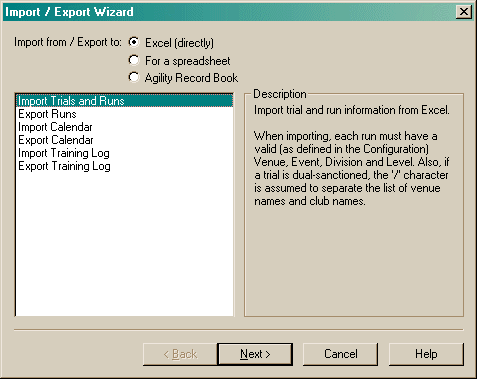 Import / Export Wizard
Import from / Export to:
Excel (directly)
For a spreadsheet
Agility Record Book
Import Trials and Runs
Export Runs
Import Calendar
Export Calendar
Import Training Log
Export Training Log
Description
Import trial and run information from Excel.
When importing, each run must have a
valid (as defined in the Configuration)
Venue, Event, Division and Level. Also, if
a trial is dual-sanctioned, the '/' character
is assumed to separate the list of venue
names and club names.
< Back
Next >
Cancel
Help